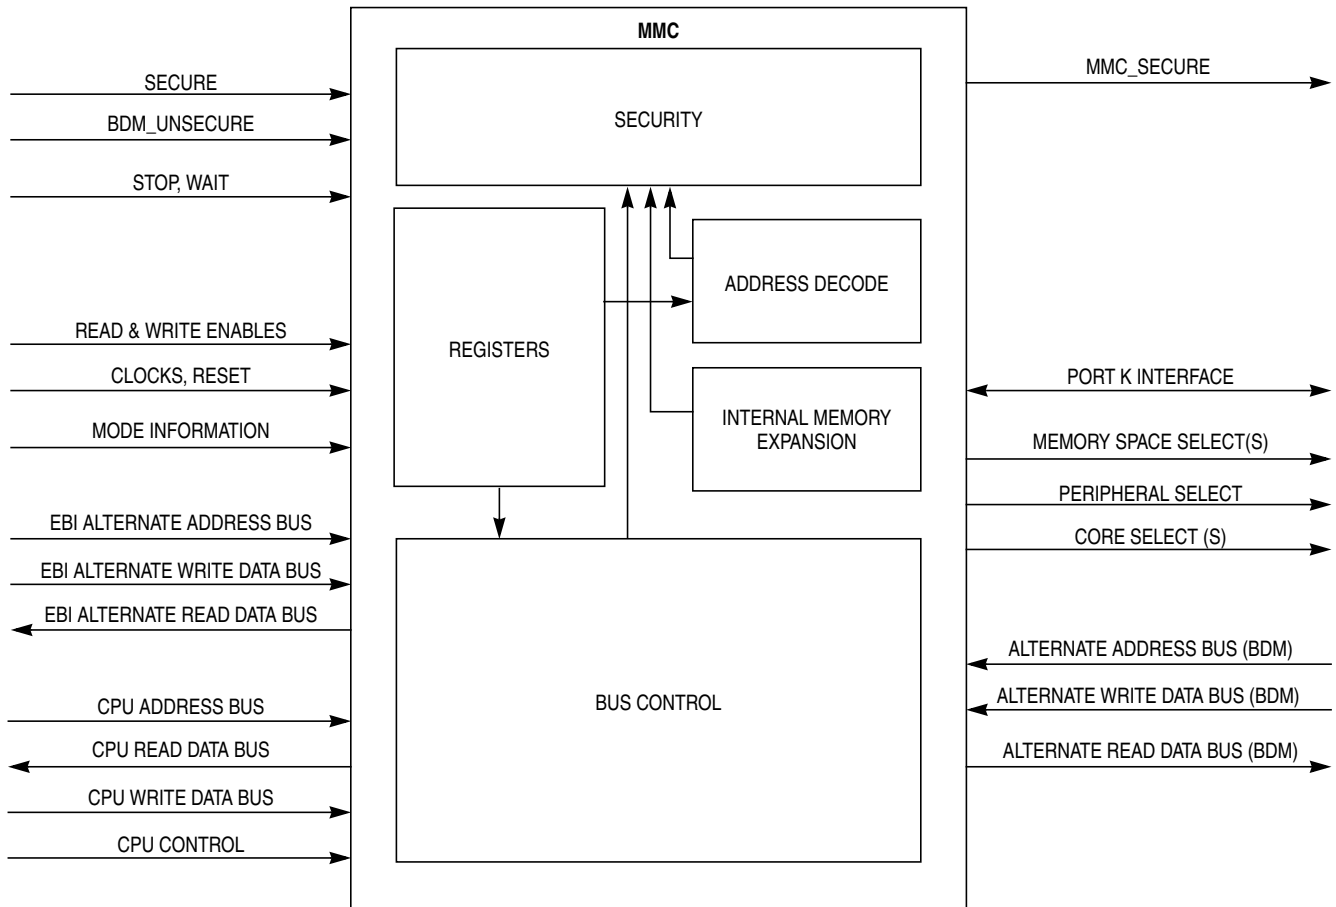 MMC
SECURE
BDM_UNSECURE
STOP, WAIT
READ & WRITE ENABLES
CLOCKS, RESET
MODE INFORMATION
EBI ALTERNATE ADDRESS BUS
EBI ALTERNATE WRITE DATA BUS
EBI ALTERNATE READ DATA BUS
CPU ADDRESS BUS
CPU READ DATA BUS
CPU WRITE DATA BUS
CPU CONTROL
SECURITY
REGISTERS
ADDRESS DECODE
INTERNAL MEMORY
EXPANSION
BUS CONTROL
MMC_SECURE
PORT K INTERFACE
MEMORY SPACE SELECT(S)
PERIPHERAL SELECT
CORE SELECT (S)
ALTERNATE ADDRESS BUS (BDM)
ALTERNATE WRITE DATA BUS (BDM)
ALTERNATE READ DATA BUS (BDM)